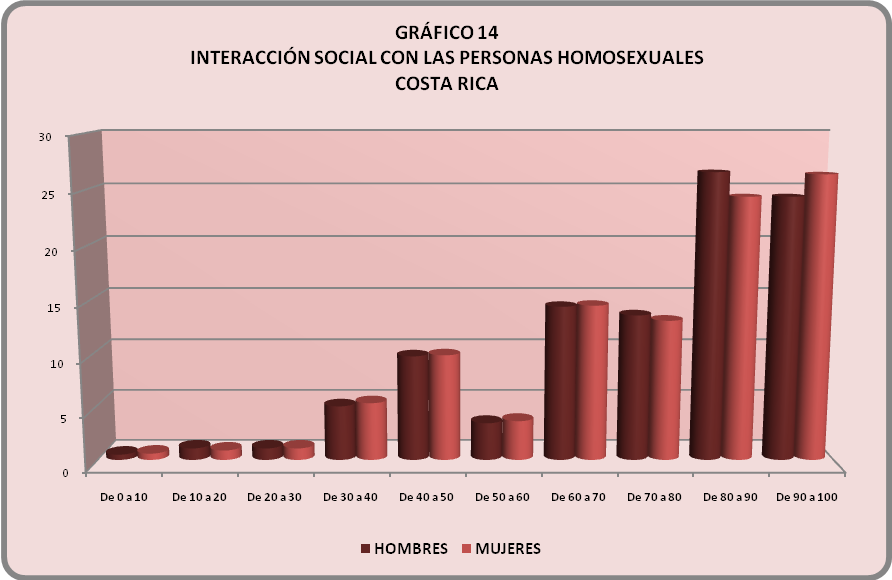 GRÁFICO 14
INTERACCIÓN SOCIAL CON LAS PERSONAS HOMOSEXUALES
COSTA RICA
30
25
20
15
10
5
0
De 0 a 10 De 10 a 20 De 20 a 30 De 30 a 40 De 40 a 50 De 50 a 60 De 60 a 70 De 70 a 80 De 80 a 90 De 90 a 100
HOMBRES MUJERES